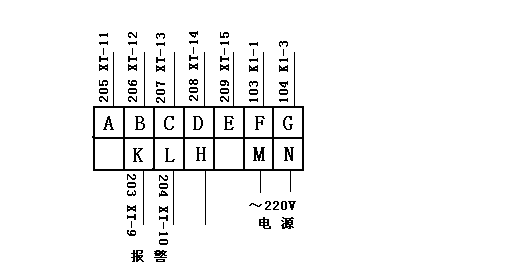 205 XT-11
206 XT-12
207 XT-13
208 XT-14
209 XT-15
103 K1-1
104 K1-3
A B C D E F G
K L H M N
203 XT-9
204 XT-10
～220V
电 源
报 警